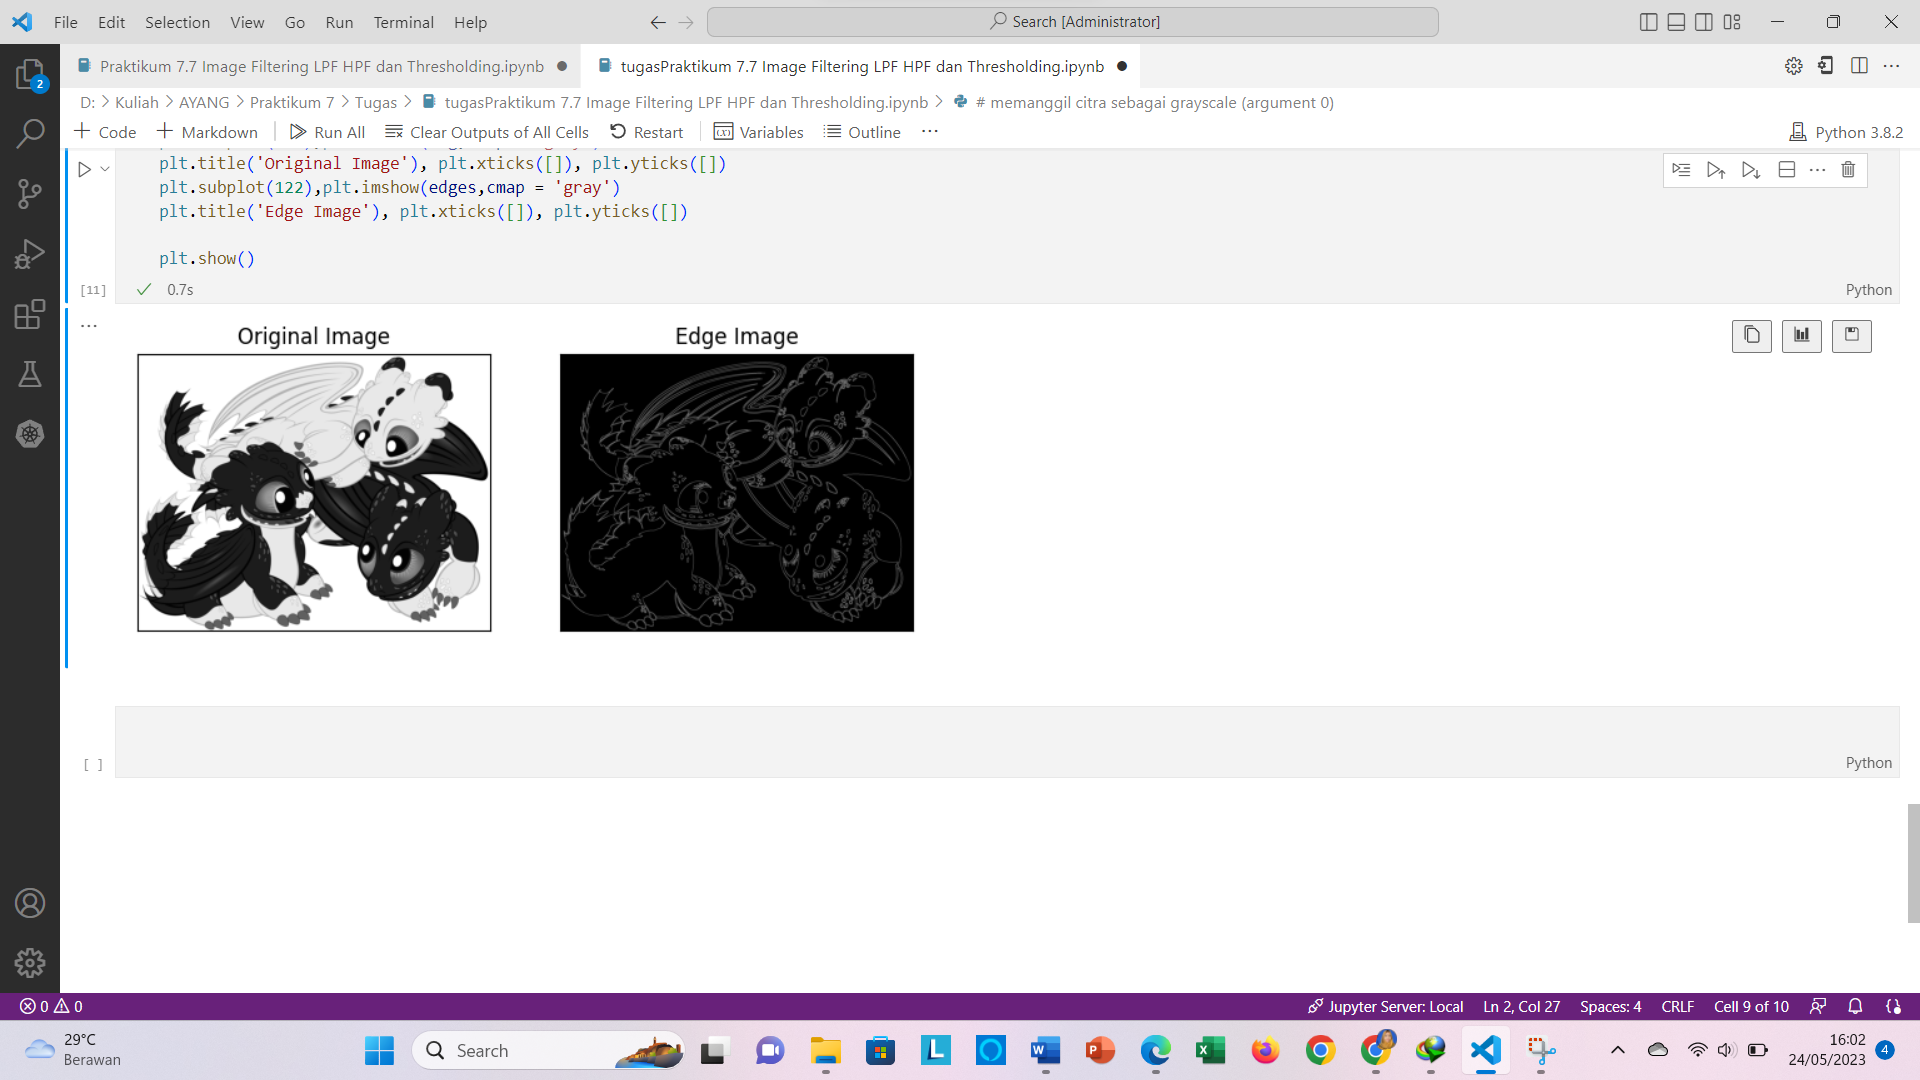 File Edit Selection View Go Run Terminal Help
Search [Administrator]
2
Praktikum 7.7 Image Filtering LPF HPF dan Thresholding.ipynb
tugasPraktikum 7.7 Image Filtering LPF HPF dan Thresholding.ipynb
D: > Kuliah > AYANG > Praktikum 7 > Tugas > tugasPraktikum 7.7 Image Filtering LPF HPF dan Thresholding.ipynb > # memanggil citra sebagai grayscale (argument 0)
+ Code + Markdown Run All Clear Outputs of All Cells Restart Variables Outline ...
Python 3.8.2
plt.title('Original Image'), plt.xticks([]), plt.yticks([])
plt.subplot(122),plt.imshow(edges,cmap = 'gray')
plt.title('Edge Image'), plt.xticks([]), plt.yticks([])
plt.show()
[11] 0.7s Python
Original Image
Edge Image
[ ] Python
0 0
Jupyter Server: Local Ln 2, Col 27 Spaces: 4 CRLF Cell 9 of 10
29°C
Berawan
Search
16:02
24/05/2023
4